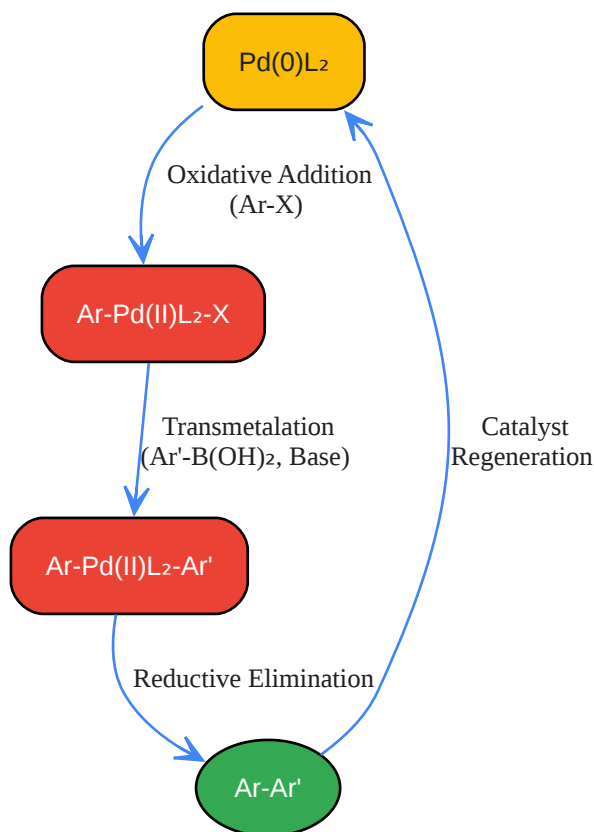 Pd(0)L₂
Oxidative Addition
(Ar-X)
Ar-Pd(II)L₂-X
Transmetalation
(Ar'-B(OH)₂, Base)
Catalyst
Regeneration
Ar-Pd(II)L₂-Ar'
Reductive Elimination
Ar-Ar'